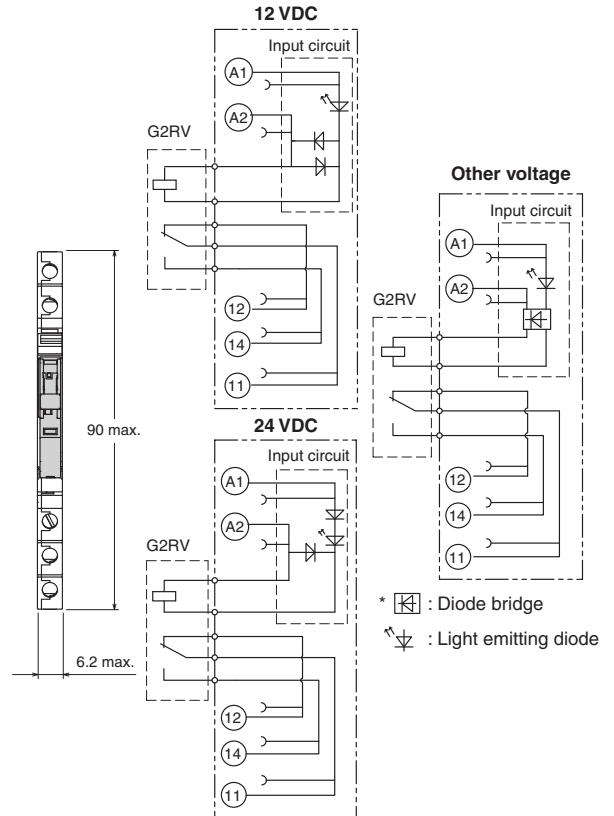 12 VDC
Input circuit
A1
A2
G2RV
12
14
11
Other voltage
Input circuit
A1
A2
G2RV
12
14
11
* : Diode bridge
: Light emitting diode
24 VDC
Input circuit
A1
A2
G2RV
12
14
11
90 max.
6.2 max.